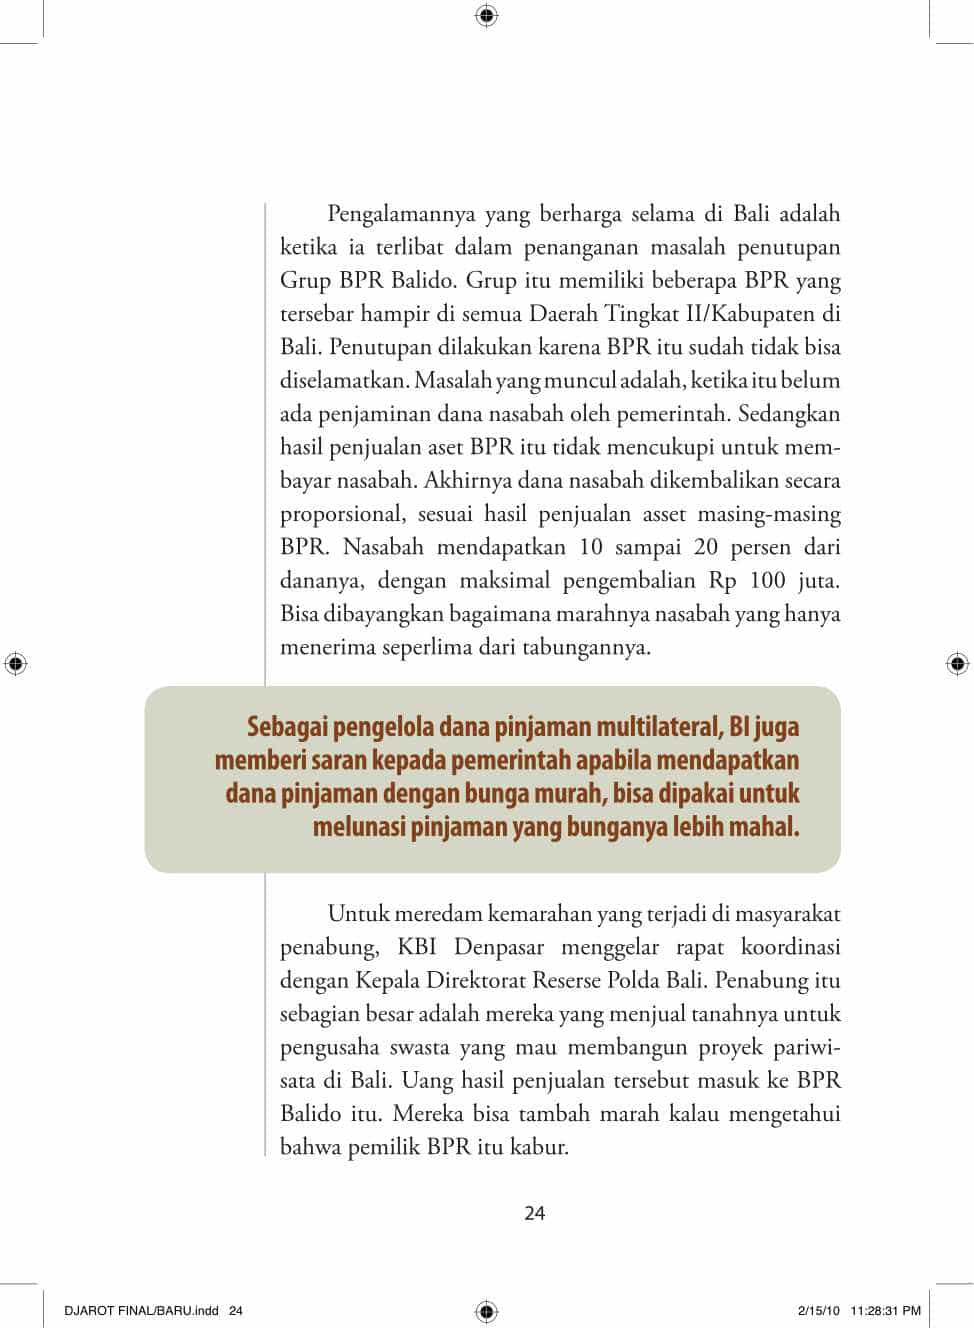 Pengalamannya yang berharga selama di Bali adalah
ketika ia terlibat dalam penanganan masalah penutupan
Grup BPR Balido. Grup itu memiliki beberapa BPR yang
tersebar hampir di semua Daerah Tingkat II/Kabupaten di
Bali. Penutupan dilakukan karena BPR itu sudah tidak bisa
diselamatkan. Masalah yang muncul adalah, ketika itu belum
ada penjaminan dana nasabah oleh pemerintah. Sedangkan
hasil penjualan aset BPR itu tidak mencukupi untuk mem-
bayar nasabah. Akhirnya dana nasabah dikembalikan secara
proporsional, sesuai hasil penjualan asset masing-masing
BPR. Nasabah mendapatkan 10 sampai 20 persen dari
dananya, dengan maksimal pengembalian Rp 100 juta.
Bisa dibayangkan bagaimana marahnya nasabah yang hanya
menerima seperlima dari tabungannya.
Sebagai pengelola dana pinjaman multilateral, BI juga
memberi saran kepada pemerintah apabila mendapatkan
dana pinjaman dengan bunga murah, bisa dipakai untuk
melunasi pinjaman yang bunganya lebih mahal.
Untuk meredam kemarahan yang terjadi di masyarakat
penabung, KBI Denpasar menggelar rapat koordinasi
dengan Kepala Direktorat Reserse Polda Bali. Penabung itu
sebagian besar adalah mereka yang menjual tanahnya untuk
pengusaha swasta yang mau membangun proyek pariwi-
sata di Bali. Uang hasil penjualan tersebut masuk ke BPR
Balido itu. Mereka bisa tambah marah kalau mengetahui
bahwa pemilik BPR itu kabur.
24
DJAROT FINAL/BARU.indd 24
2/15/10 11:28:31 PM